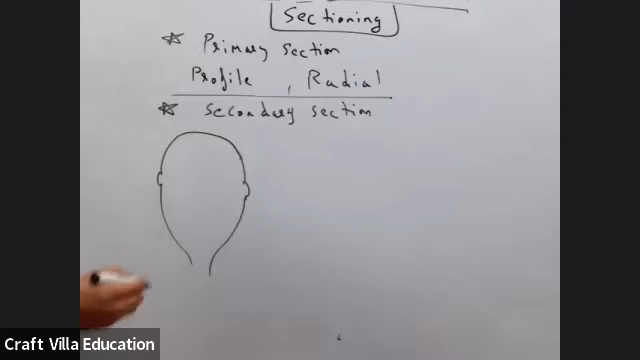 Sectioning
☆ Primary section
Profile , Radial
☆ Secondary section
Craft Villa Education